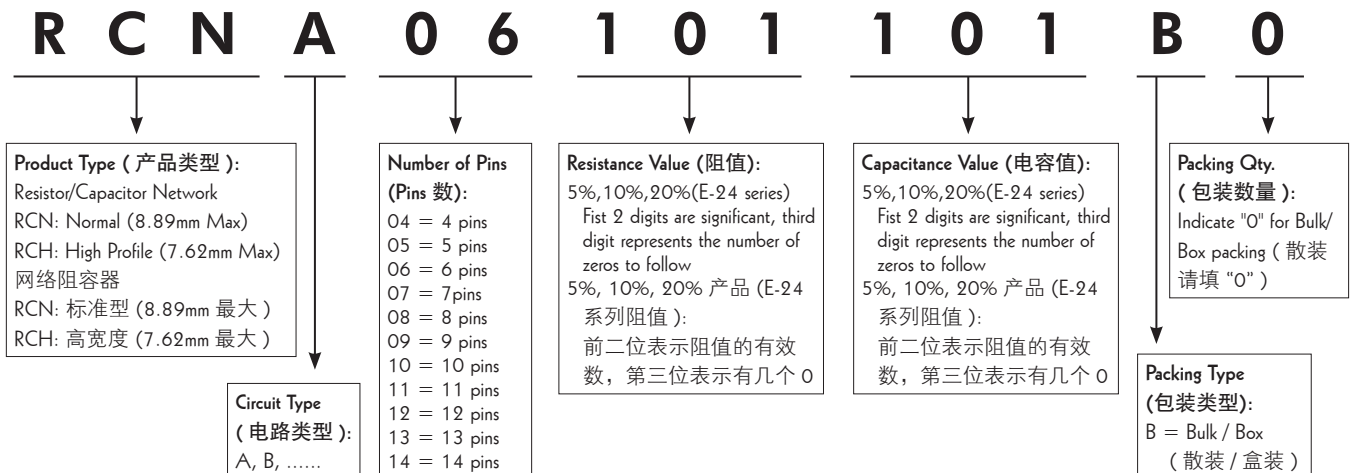 R C N A 0 6 1 0 1 1 0 1 B 0
Product Type ( 产品类型 ):
Resistor/Capacitor Network
RCN: Normal (8.89mm Max)
RCH: High Profile (7.62mm Max)
网络阻容器
RCN: 标准型 (8.89mm 最大 )
RCH: 高宽度 (7.62mm 最大 )
Circuit Type
( 电路类型 ):
A, B, ......
Number of Pins
(Pins 数):
04 = 4 pins
05 = 5 pins
06 = 6 pins
07 = 7pins
08 = 8 pins
09 = 9 pins
10 = 10 pins
11 = 11 pins
12 = 12 pins
13 = 13 pins
14 = 14 pins
Resistance Value (阻值):
5%,10%,20%(E-24 series)
Fist 2 digits are significant, third
digit represents the number of
zeros to follow
5%, 10%, 20% 产品 (E-24
系列阻值 ):
前二位表示阻值的有效
数，第三位表示有几个 0
Capacitance Value (电容值):
5%,10%,20%(E-24 series)
Fist 2 digits are significant, third
digit represents the number of
zeros to follow
5%, 10%, 20% 产品 (E-24
系列阻值 ):
前二位表示阻值的有效
数，第三位表示有几个 0
Packing Qty.
( 包装数量 ):
Indicate "0" for Bulk/
Box packing ( 散装
请填 “0” )
Packing Type
(包装类型):
B = Bulk / Box
( 散装 / 盒装 )